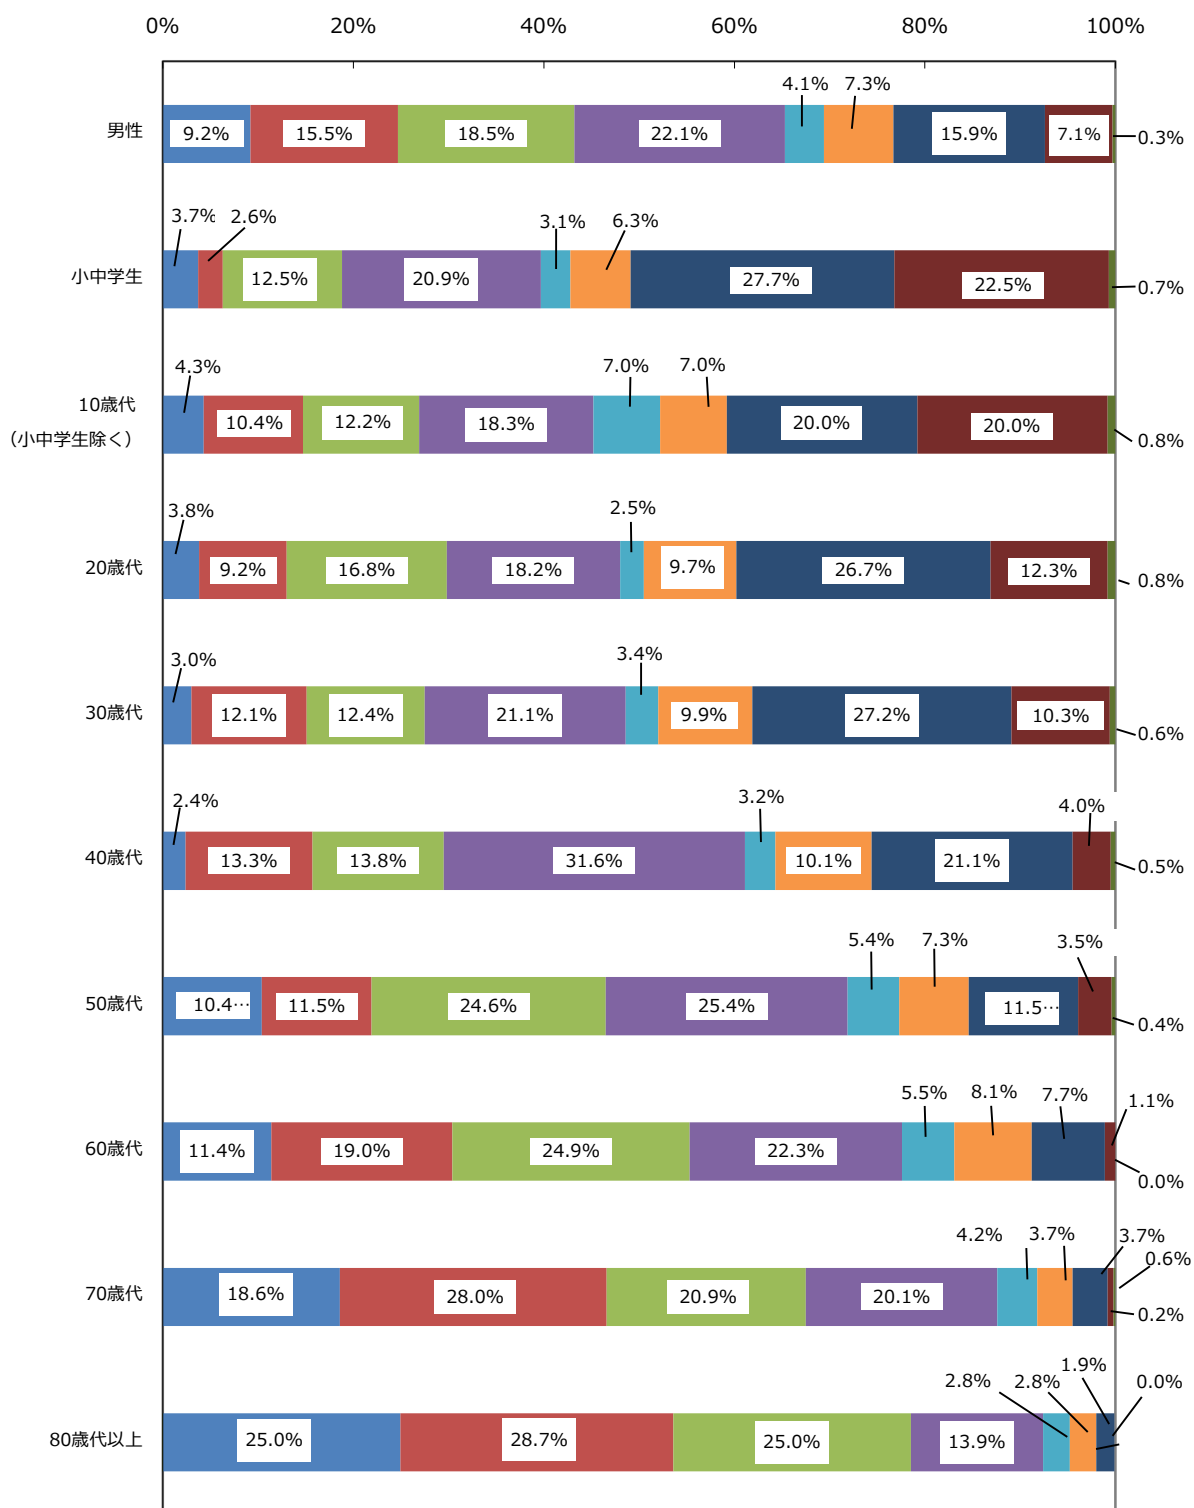 0% 20% 40% 60% 80% 100%
4.1% 7.3%
男性 9.2% 15.5% 18.5% 22.1% 15.9% 7.1% 0.3%
3.7% 2.6% 3.1% 6.3%
小中学生 12.5% 20.9% 27.7% 22.5% 0.7%
4.3% 7.0% 7.0%
10歳代
(小中学生除く) 10.4% 12.2% 18.3% 20.0% 20.0% 0.8%
3.8% 2.5%
20歳代 9.2% 16.8% 18.2% 9.7% 26.7% 12.3% 0.8%
3.0% 3.4%
30歳代 12.1% 12.4% 21.1% 9.9% 27.2% 10.3% 0.6%
2.4% 3.2% 4.0%
40歳代 13.3% 13.8% 31.6% 10.1% 21.1% 0.5%
5.4% 7.3% 3.5%
50歳代 10.4… 11.5% 24.6% 25.4% 11.5… 0.4%
5.5% 8.1% 7.7% 1.1%
60歳代 11.4% 19.0% 24.9% 22.3% 0.0%
4.2% 3.7% 3.7%
0.6%
70歳代 18.6% 28.0% 20.9% 20.1% 0.2%
2.8% 2.8% 1.9% 0.0%
80歳代以上 25.0% 28.7% 25.0% 13.9%